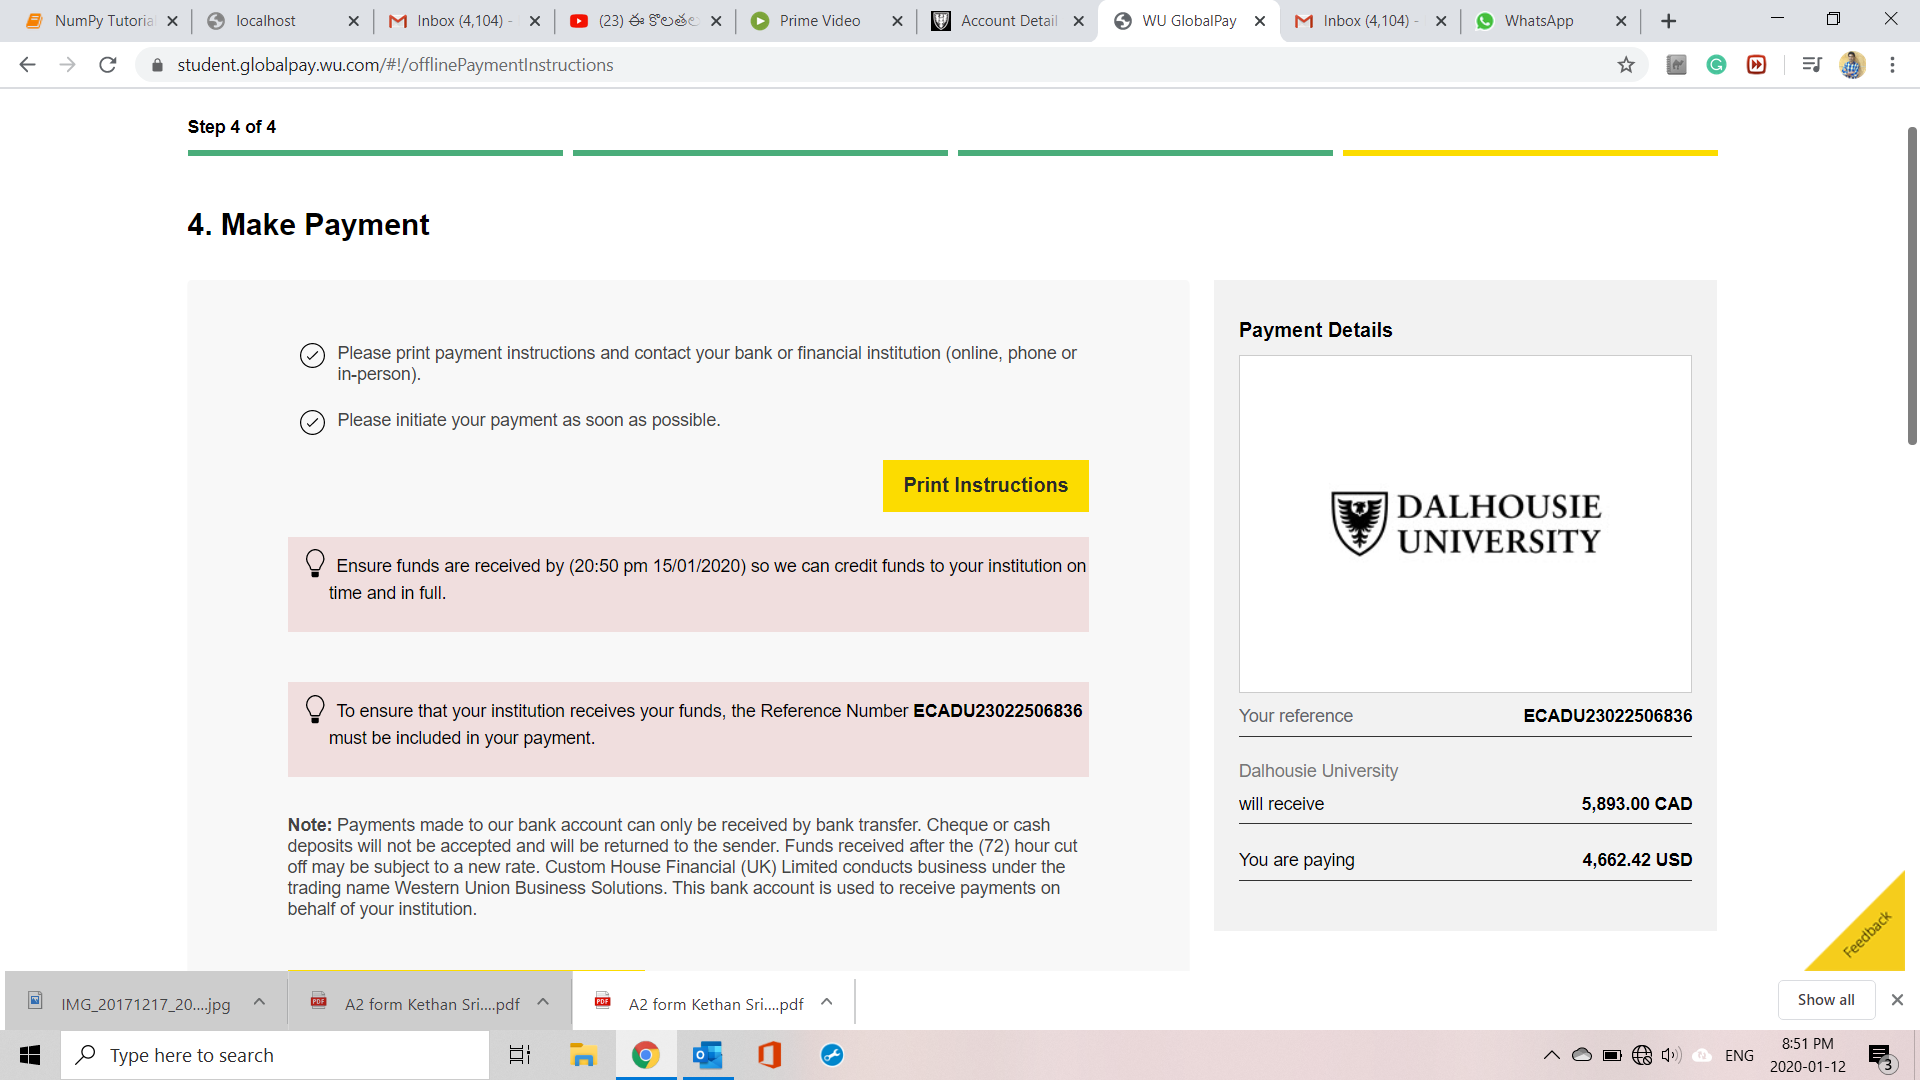 NumPy Tutoria
localhost
Inbox (4,104) -
(23) ఈ కొలతల
Prime Video
Account Detail
WU GlobalPay
Inbox (4,104) -
WhatsApp
student.globalpay.wu.com/#!/offlinePaymentInstructions
Step 4 of 4
4. Make Payment
Please print payment instructions and contact your bank or financial institution (online, phone or
in-person).
Please initiate your payment as soon as possible.
Print Instructions
Ensure funds are received by (20:50 pm 15/01/2020) so we can credit funds to your institution on
time and in full.
To ensure that your institution receives your funds, the Reference Number ECADU23022506836
must be included in your payment.
Note: Payments made to our bank account can only be received by bank transfer. Cheque or cash
deposits will not be accepted and will be returned to the sender. Funds received after the (72) hour cut
off may be subject to a new rate. Custom House Financial (UK) Limited conducts business under the
trading name Western Union Business Solutions. This bank account is used to receive payments on
behalf of your institution.
Payment Details
DALHOUSIE
UNIVERSITY
Your reference ECADU23022506836
Dalhousie University
will receive 5,893.00 CAD
You are paying 4,662.42 USD
Feedback
IMG_20171217_20....jpg
PDF
A2 form Kethan Sri....pdf
PDF
A2 form Kethan Sri....pdf
Show all
Type here to search
ENG
8:51 PM
2020-01-12
3